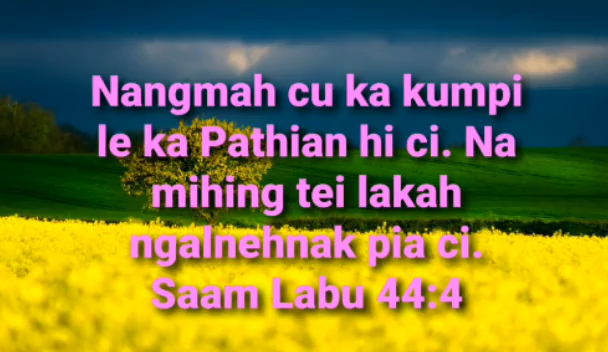 Nangmah cu ka kumpi
le ka Pathian hi ci. Na
mihing tei lakah
ngalnehnak pia ci.
Saam Labu 44:4